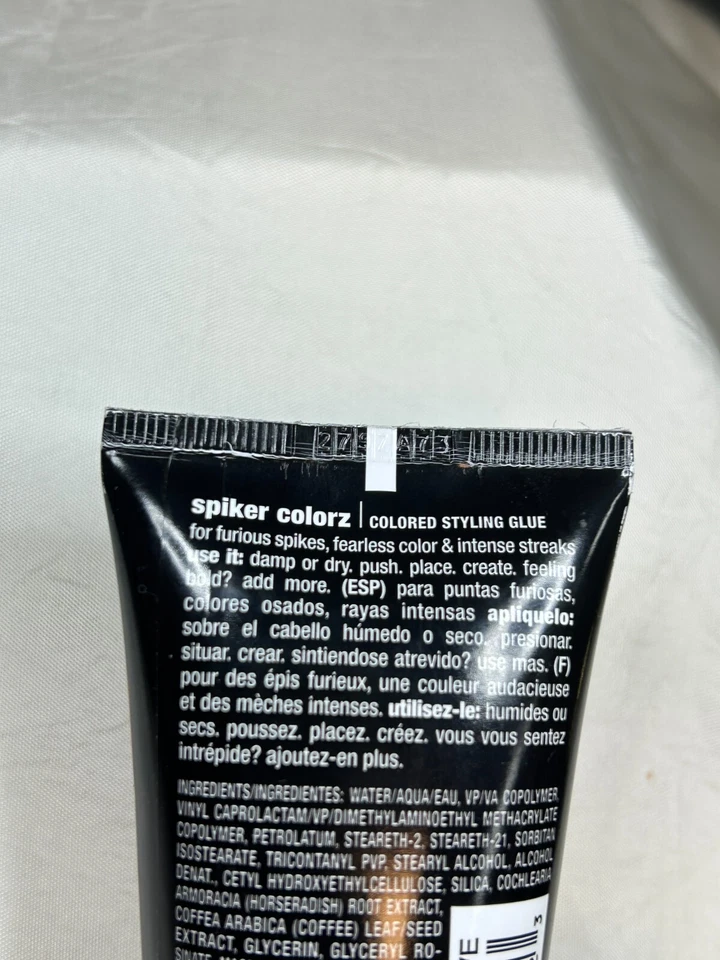 spiker colorz | COLORED STYLING GLUE
for furious spikes, fearless color & intense streaks
use it: damp or dry. push. place. create. feeling
bold? add more. (ESP) para puntas furiosas,
colores osados, rayas intensas apliquelo:
sobre el cabello húmedo o seco. presionar.
situar. crear. sintiendose atrevido? use mas. (F)
pour des épis furieux, une couleur audacieuse
et des mèches intenses. utilisez-le: humides ou
secs. poussez. placez. créez. vous vous sentez
intrépide? ajoutez-en plus.
INGREDIENTS/INGREDIENTES: WATER/AQUA/EAU, VP/VA COPOLYMER,
VINYL CAPROLACTAM/VP/DIMETHYLAMINOETHYL METHACRYLATE
COPOLYMER, PETROLATUM, STEARETH-2, STEARETH-21, SORBITAN
ISOSTEARATE, TRICONTANYL PVP, STEARYL ALCOHOL, ALCOHOL
DENAT., CETYL HYDROXYETHYLCELLULOSE, SILICA, COCHLEARIA
ARMORACIA (HORSERADISH) ROOT EXTRACT,
COFFEA ARABICA (COFFEE) LEAF/SEED
EXTRACT, GLYCERIN, GLYCERYL RO-
3